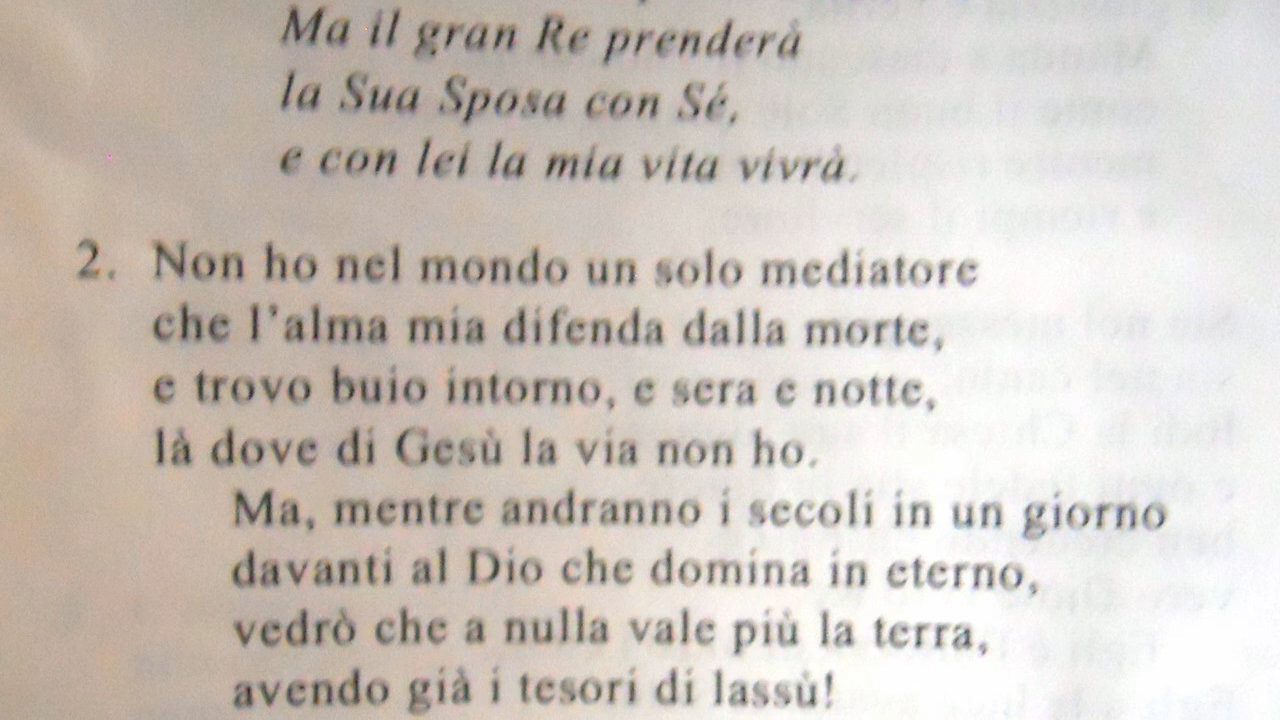 Ma il gran Re prenderà
la Sua Sposa con Sé,
e con lei la mia vita vivrà.
2. Non ho nel mondo un solo mediatore
che l'alma mia difenda dalla morte,
e trovo buio intorno, e sera e notte,
là dove di Gesù la via non ho.
Ma, mentre andranno i secoli in un giorno
davanti al Dio che domina in eterno,
vedrò che a nulla vale più la terra,
avendo già i tesori di lassù!